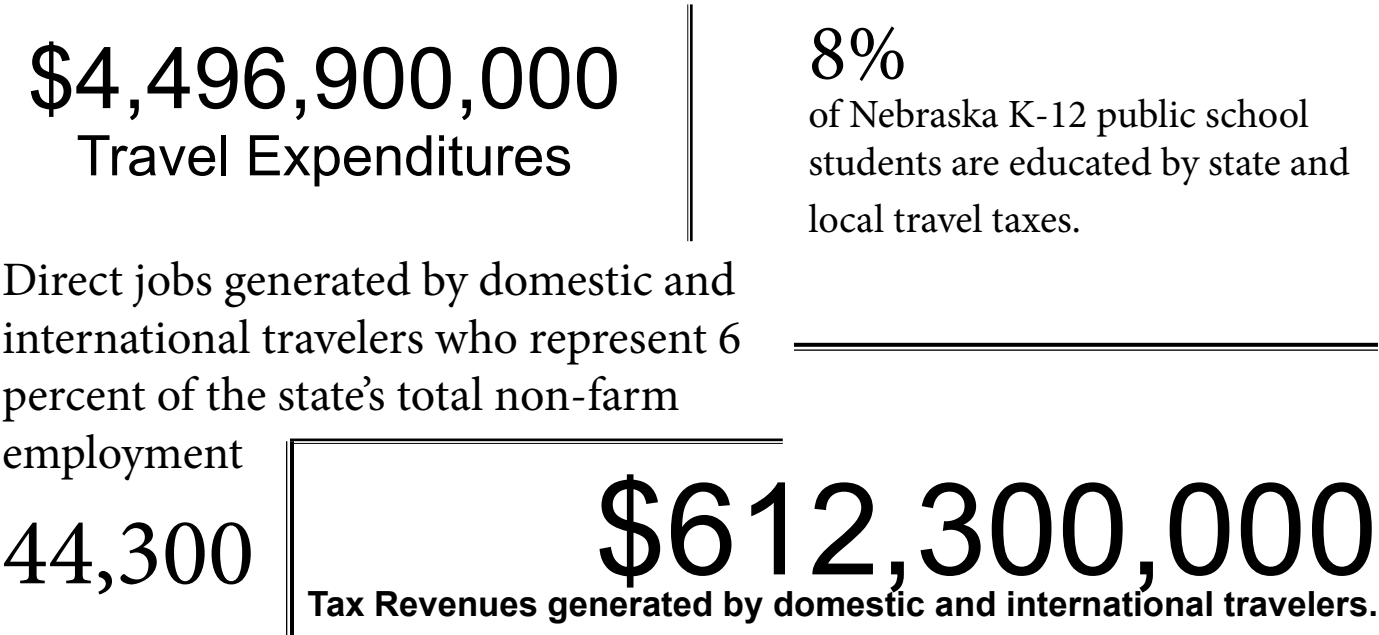 $4,496,900,000
Travel Expenditures
8%
of Nebraska K-12 public school
students are educated by state and
local travel taxes.
Direct jobs generated by domestic and
international travelers who represent 6
percent of the state’s total non-farm
employment
44,300
$612,300,000
Tax Revenues generated by domestic and international travelers.